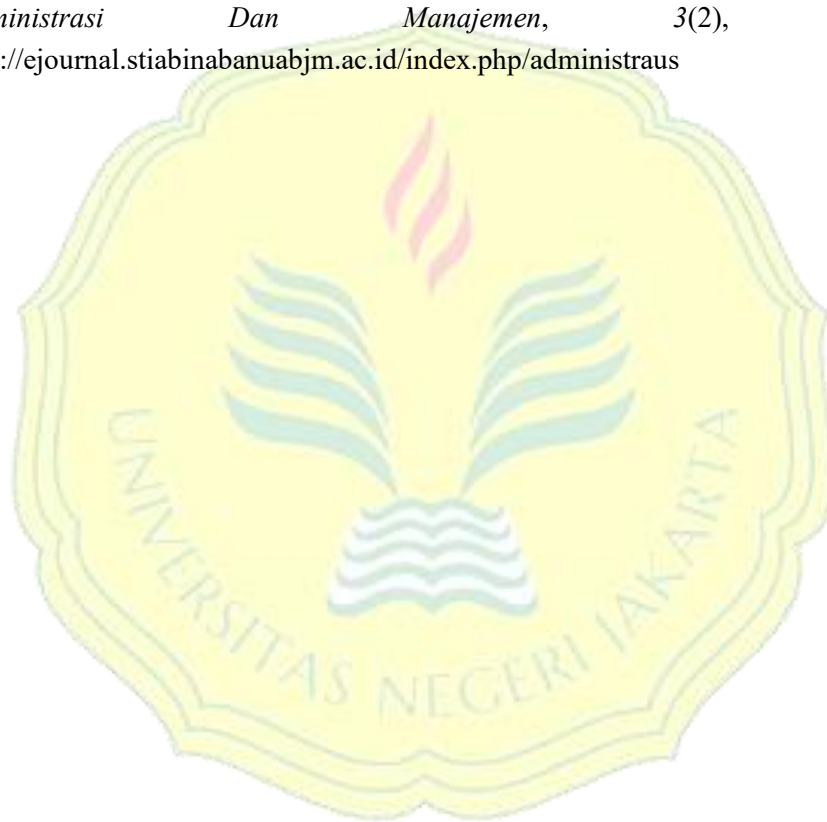 ministrasi Dan Manajemen, 3(2),
://ejournal.stiabinabanuabjm.ac.id/index.php/administraus
UNIVERSITAS NEGERI JAKARTA